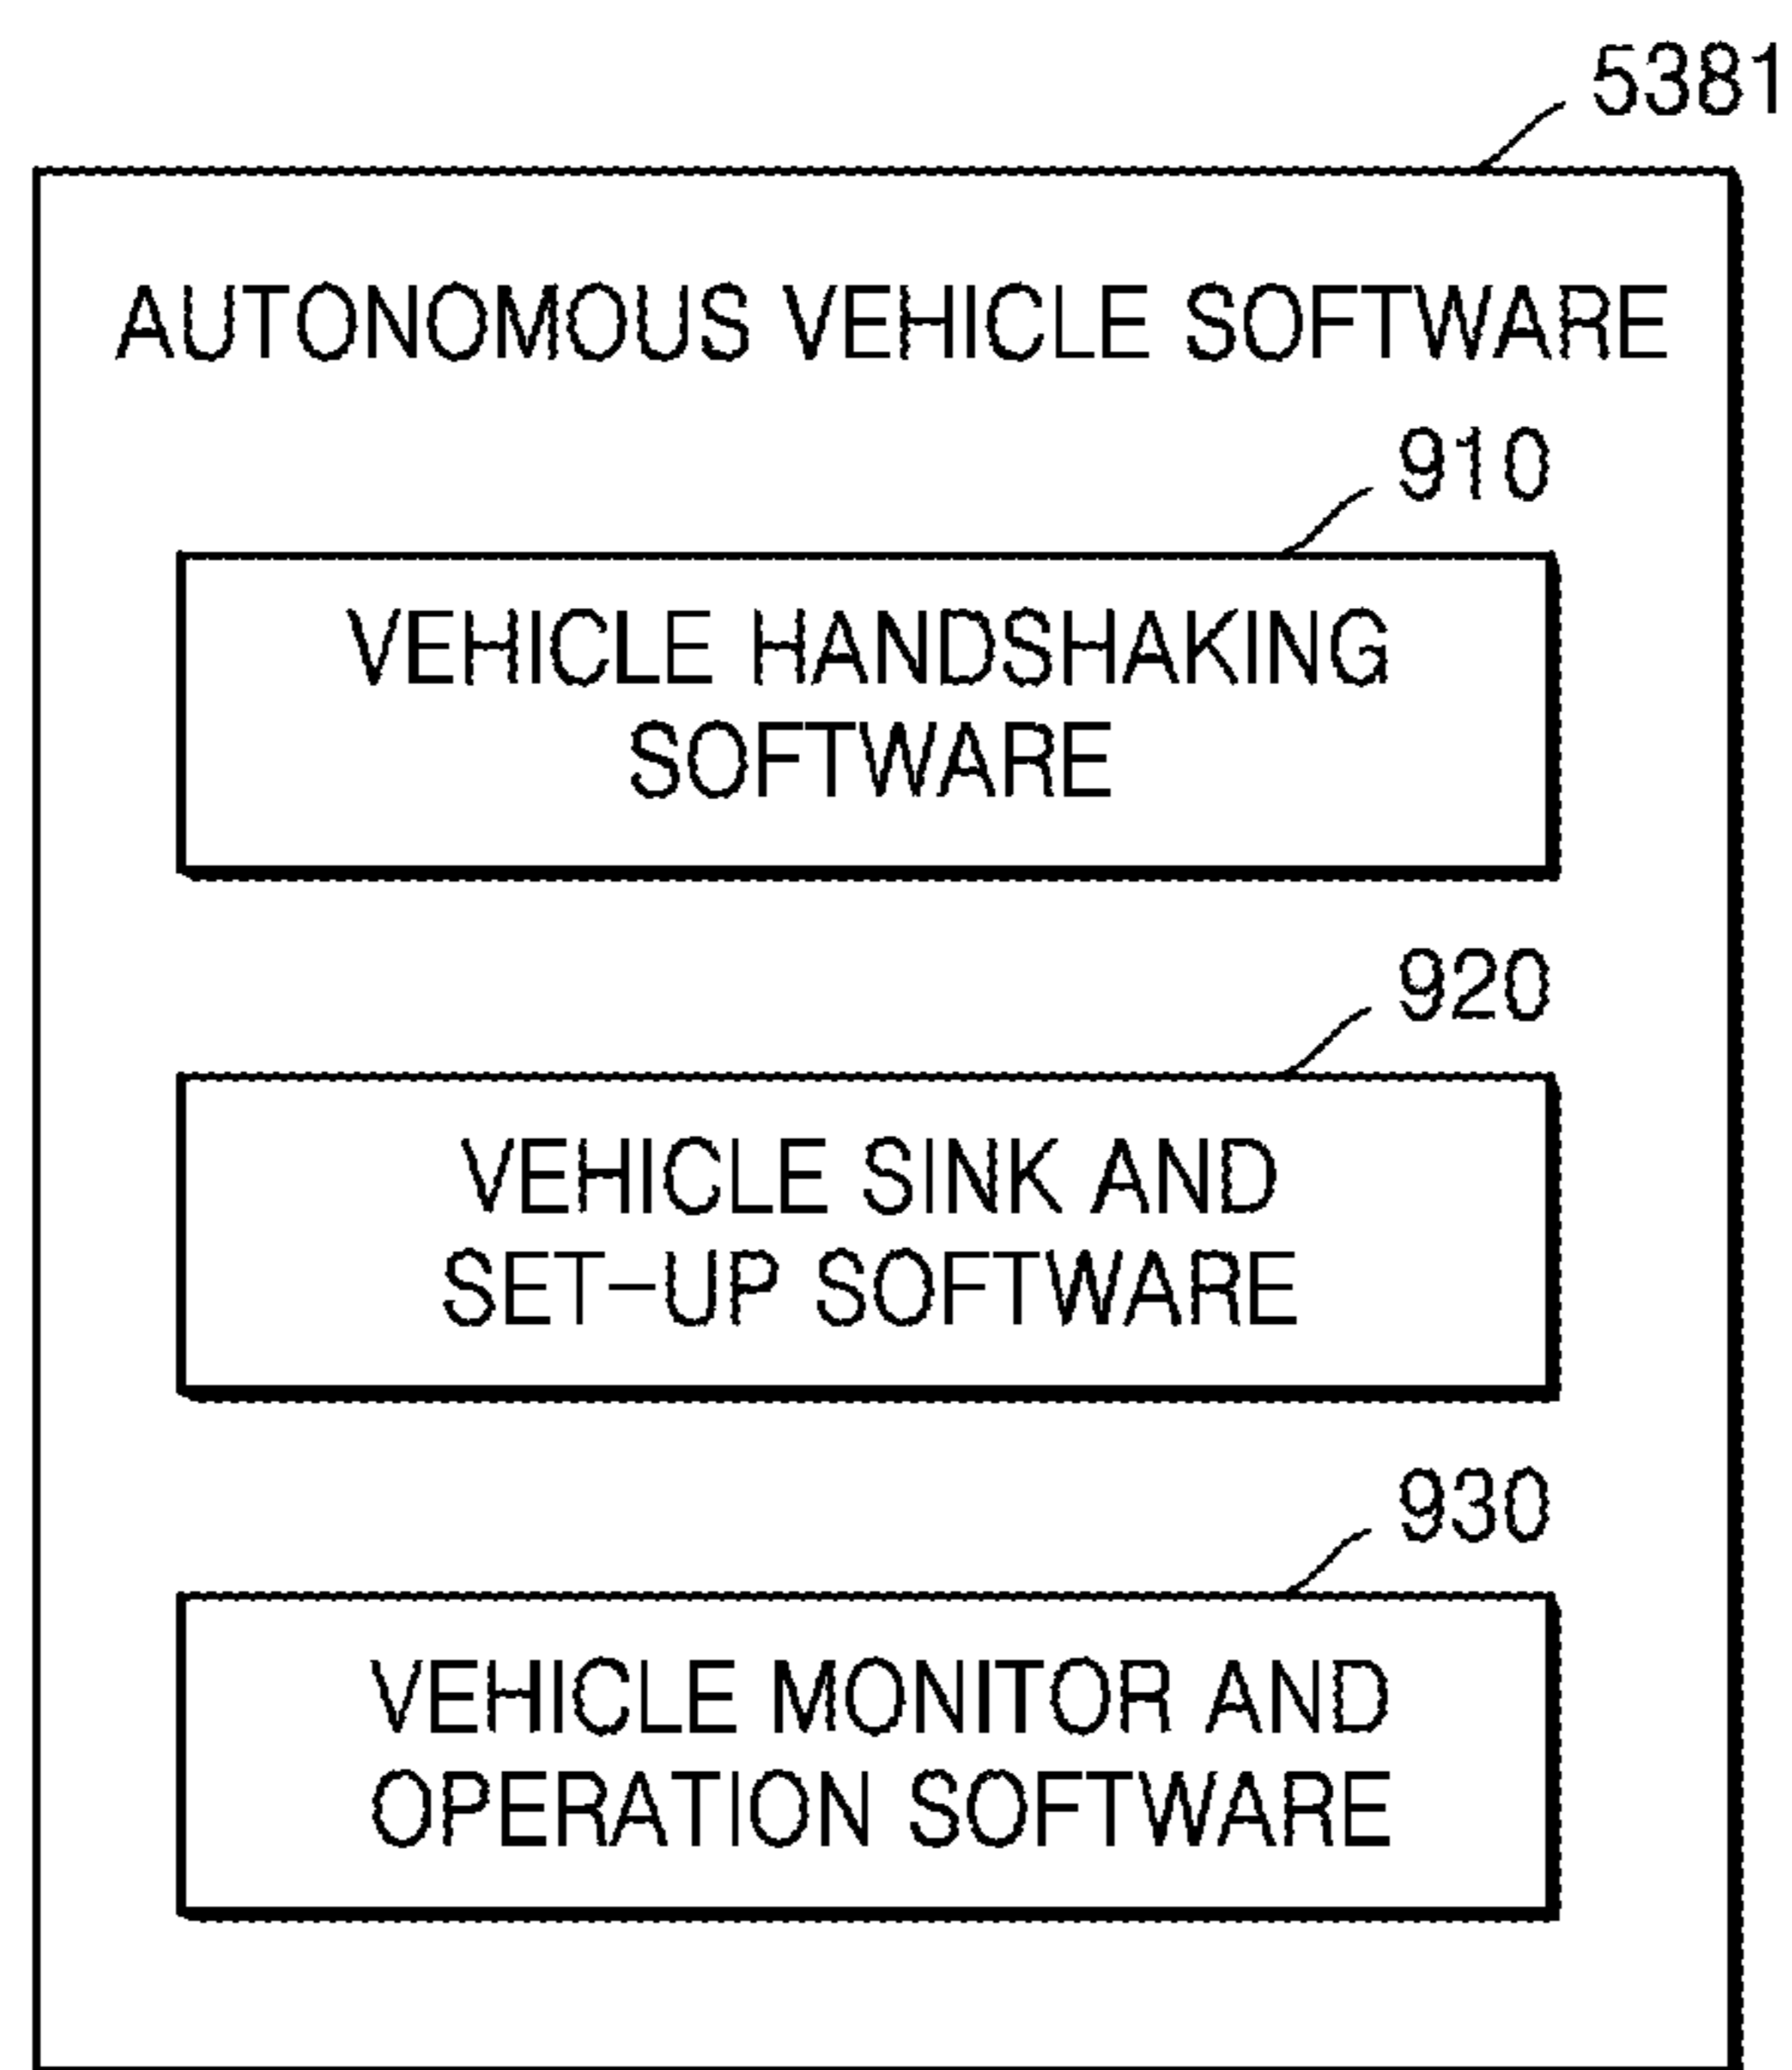 5381
AUTONOMOUS VEHICLE SOFTWARE
910
VEHICLE HANDSHAKING
SOFTWARE
920
VEHICLE SINK AND
SET-UP SOFTWARE
930
VEHICLE MONITOR AND
OPERATION SOFTWARE